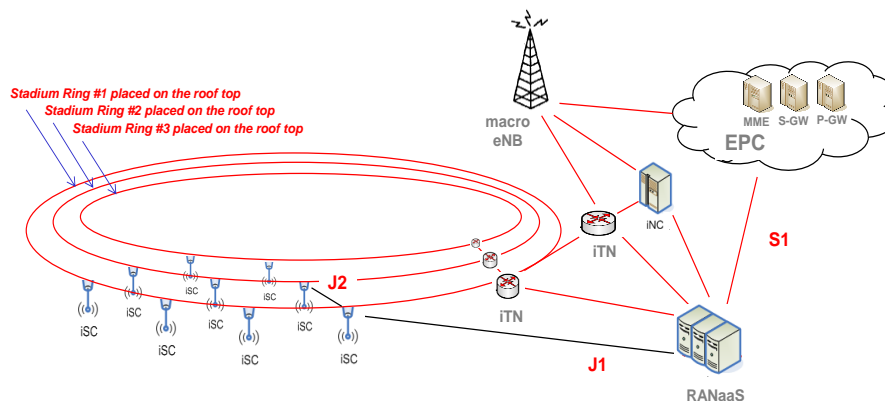 Stadium Ring #1 placed on the roof top
Stadium Ring #2 placed on the roof top
Stadium Ring #3 placed on the roof top
macro
eNB
MME S-GW P-GW
EPC
iNC
iTN
S1
iTN
J2
iSC
iSC
iSC
iSC
iSC
iSC
iSC
iSC
iSC
J1
RANaaS